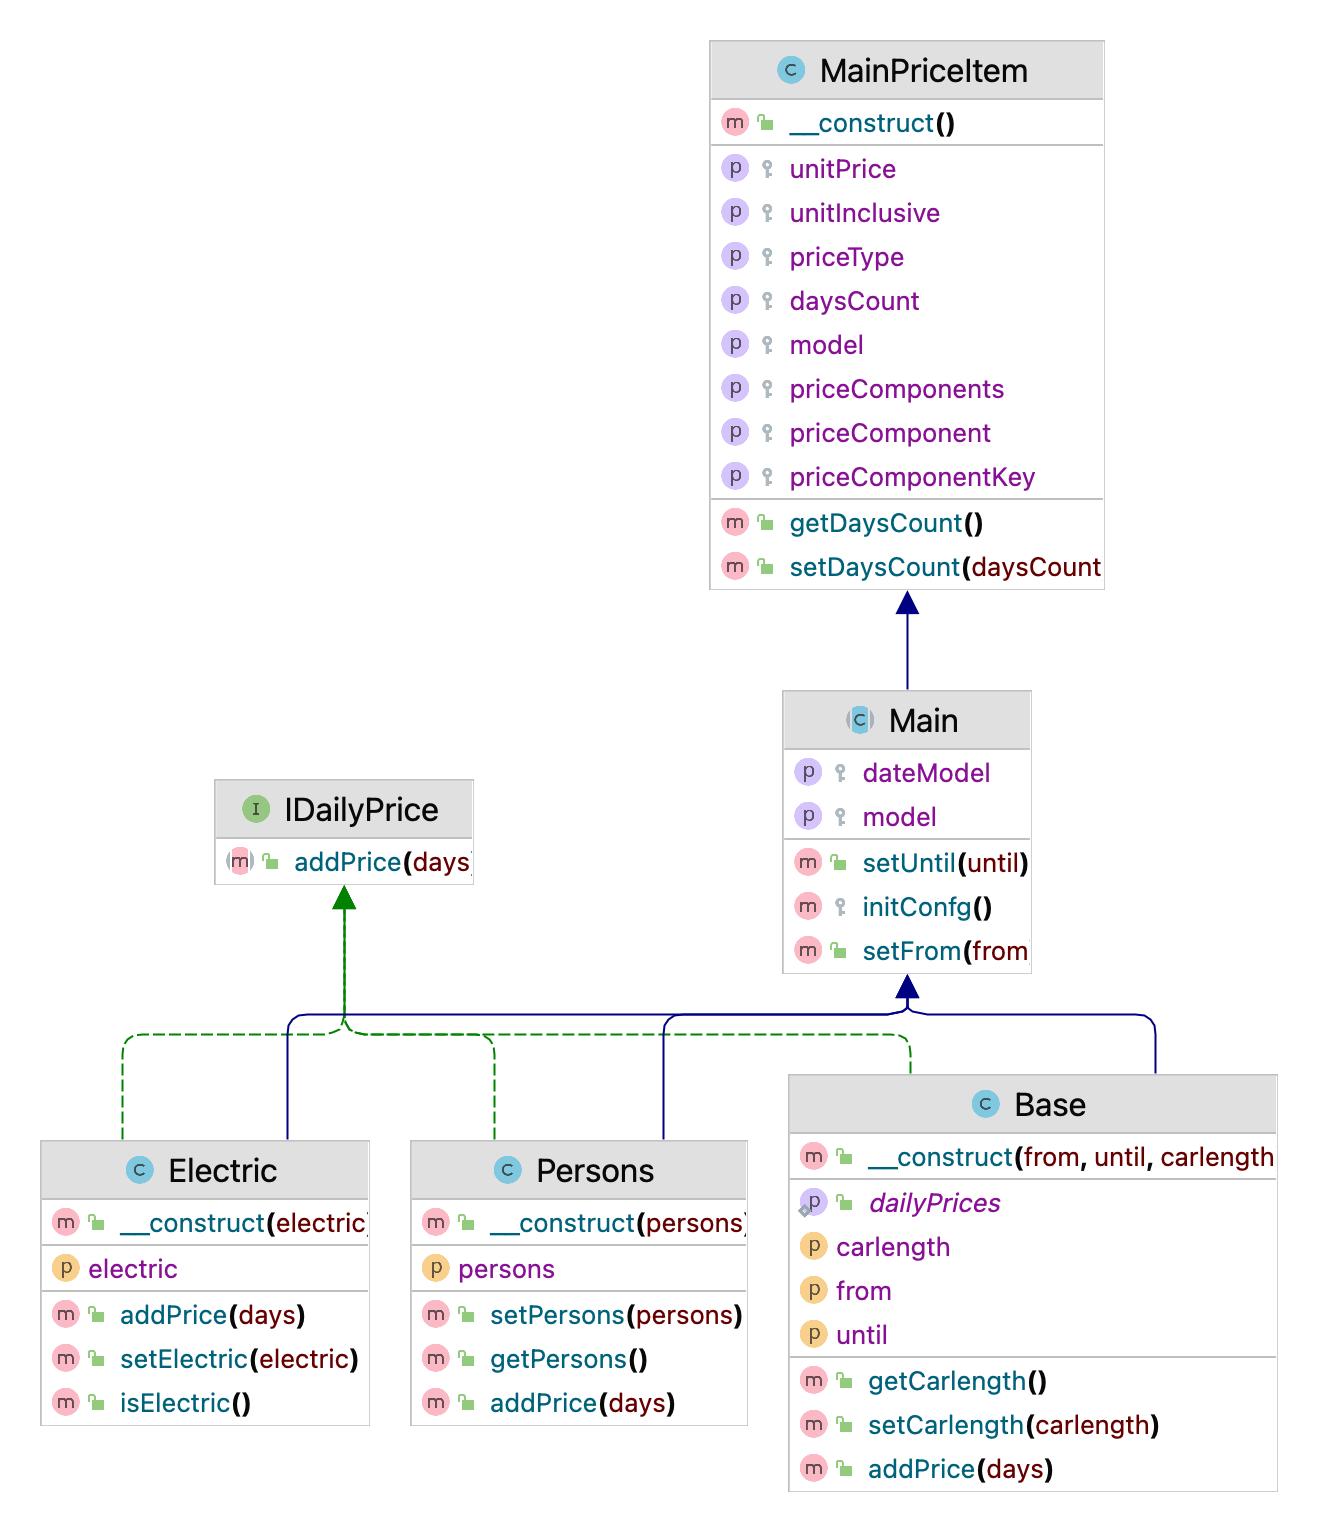 MainPriceItem
__construct()
unitPrice
unitInclusive
priceType
daysCount
model
priceComponents
priceComponent
priceComponentKey
getDaysCount()
setDaysCount(daysCount
Main
dateModel
model
setUntil(until)
initConfg()
setFrom(from
IDailyPrice
addPrice(days)
Electric
__construct(electric)
electric
addPrice(days)
setElectric(electric)
isElectric()
Persons
__construct(persons)
persons
setPersons(persons)
getPersons()
addPrice(days)
Base
__construct(from, until, carlength
dailyPrices
carlength
from
until
getCarlength()
setCarlength(carlength)
addPrice(days)